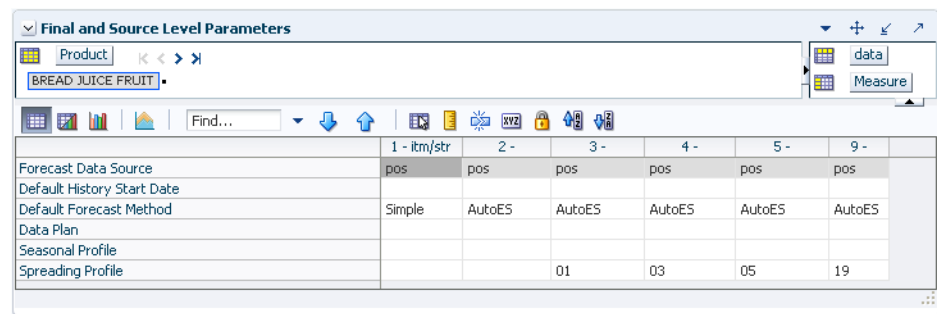 Final and Source Level Parameters
Product
data
BREAD JUICE FRUIT
Measure
Find...
XYZ
1 - itm/str 2 - 3 - 4 - 5 - 9 -
Forecast Data Source pos pos pos pos pos pos
Default History Start Date
Default Forecast Method Simple AutoES AutoES AutoES AutoES AutoES
Data Plan
Seasonal Profile
Spreading Profile 01 03 05 19